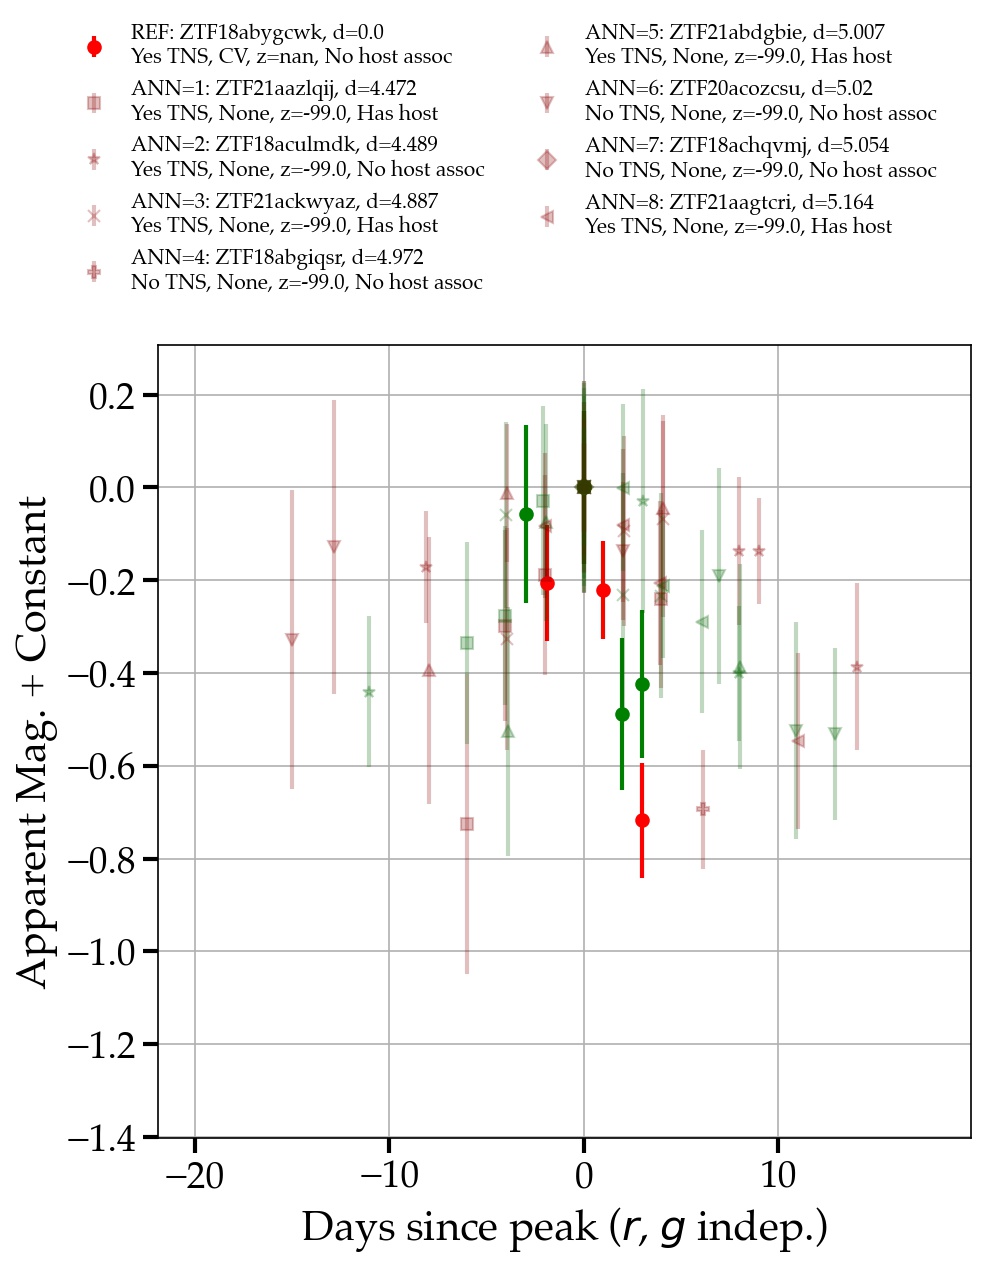 REF: ZTF18abygcwk, d=0.0
Yes TNS, CV, z=nan, No host assoc
ANN=1: ZTF21aazlqij, d=4.472
Yes TNS, None, z=-99.0, Has host
ANN=2: ZTF18aculmdk, d=4.489
Yes TNS, None, z=-99.0, No host assoc
ANN=3: ZTF21ackwyaz, d=4.887
Yes TNS, None, z=-99.0, Has host
ANN=4: ZTF18abgiqsr, d=4.972
No TNS, None, z=-99.0, No host assoc
ANN=5: ZTF21abdgbie, d=5.007
Yes TNS, None, z=-99.0, Has host
ANN=6: ZTF20acozcsu, d=5.02
No TNS, None, z=-99.0, No host assoc
ANN=7: ZTF18achqvmj, d=5.054
No TNS, None, z=-99.0, No host assoc
ANN=8: ZTF21aagtcri, d=5.164
Yes TNS, None, z=-99.0, Has host
Apparent Mag. + Constant
0.2
0.0
−0.2
−0.4
−0.6
−0.8
−1.0
−1.2
−1.4
−20
−10
0
10
Days since peak (r, g indep.)